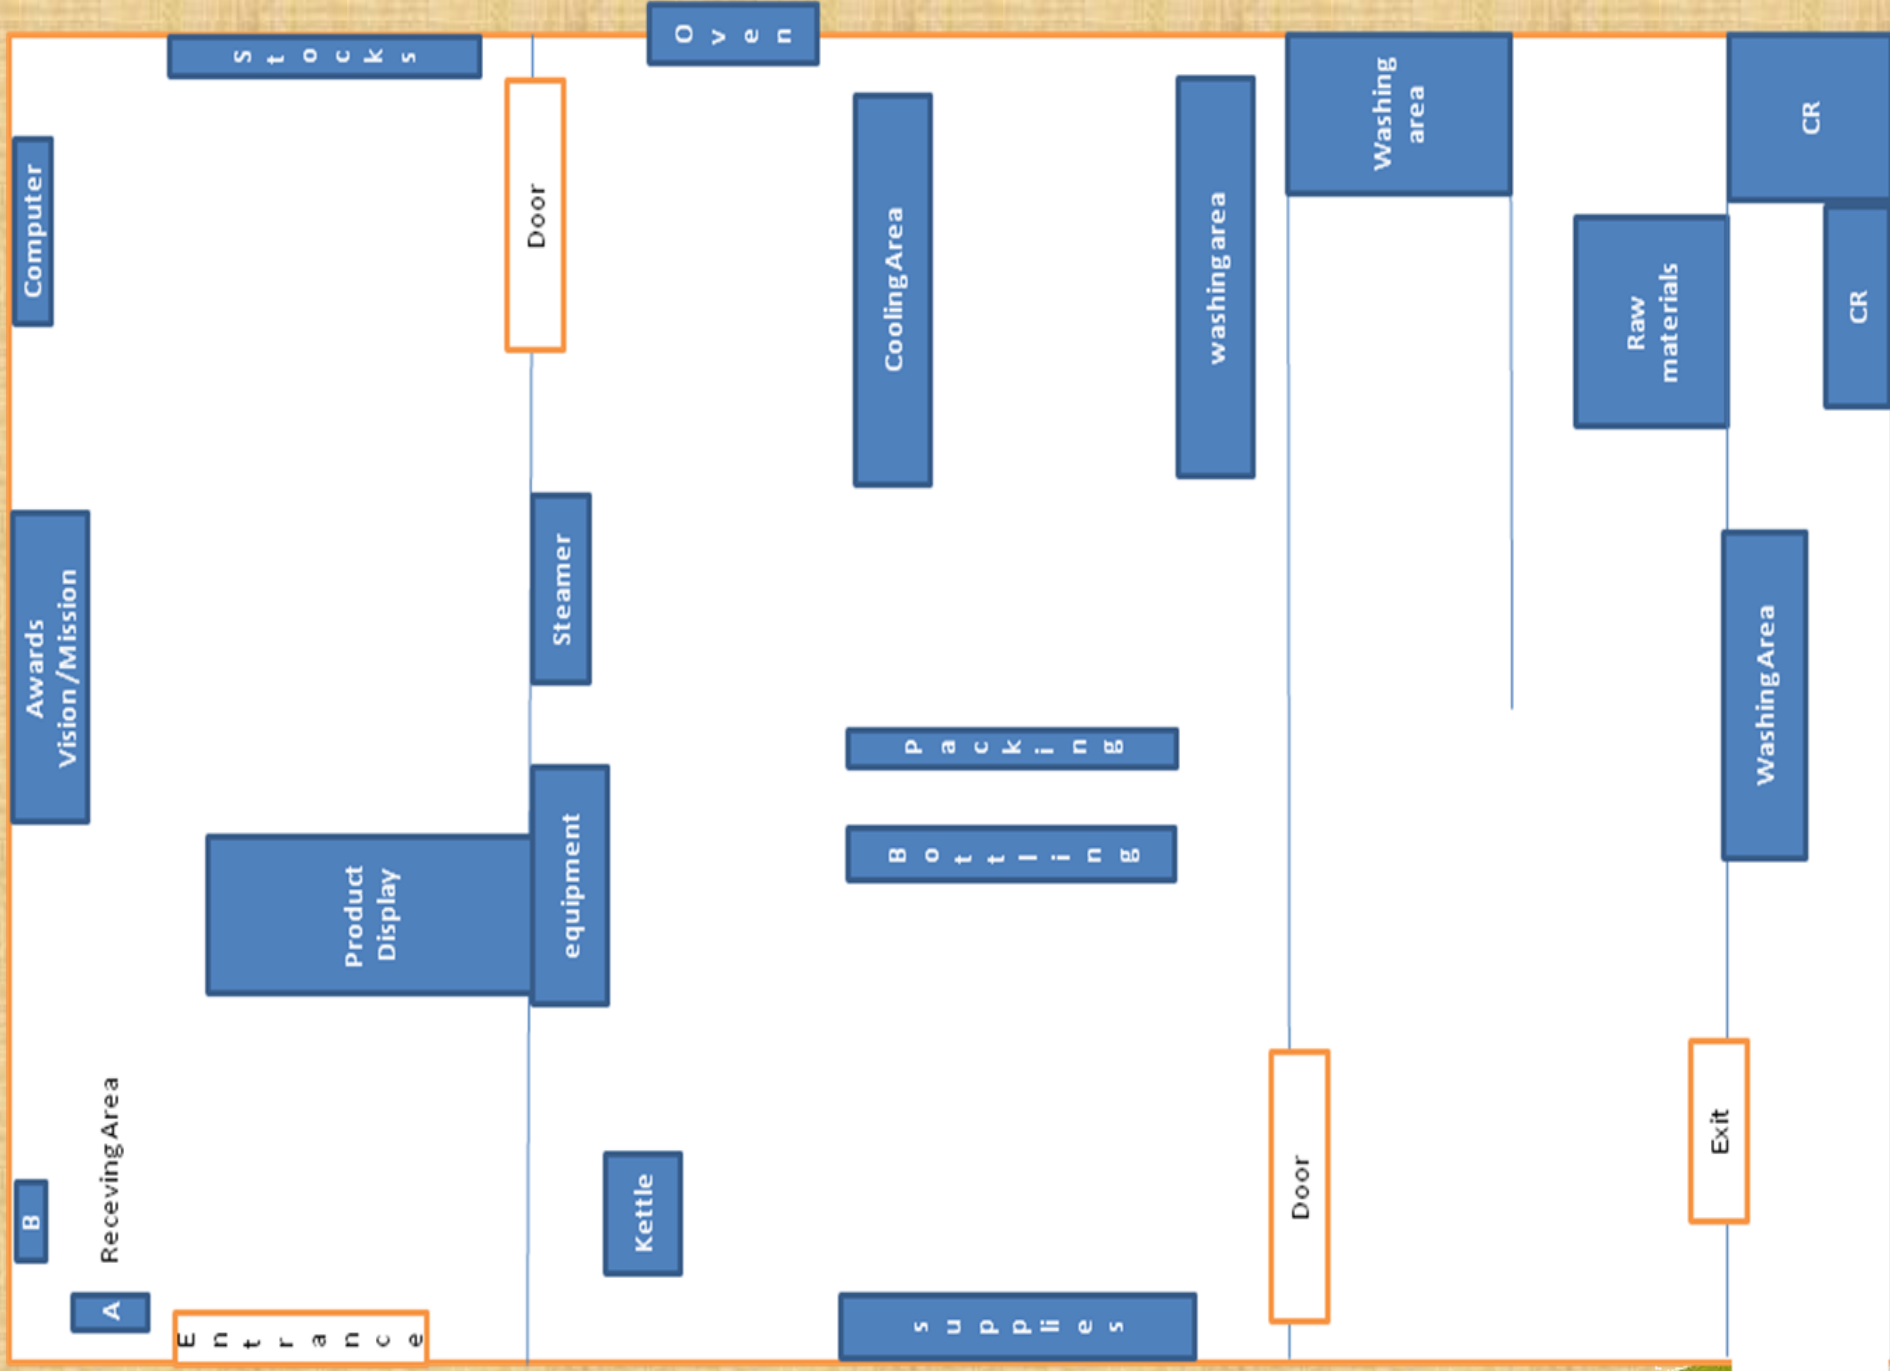 Stocks
Oven
Computer
Door
Cooling Area
washing area
Washing
area
CR
Raw
materials
CR
Awards
Vision/Mission
Steamer
Packing
Washing Area
Product
Display
equipment
Bottling
B
Receving Area
A
Entrance
Kettle
supplies
Door
Exit